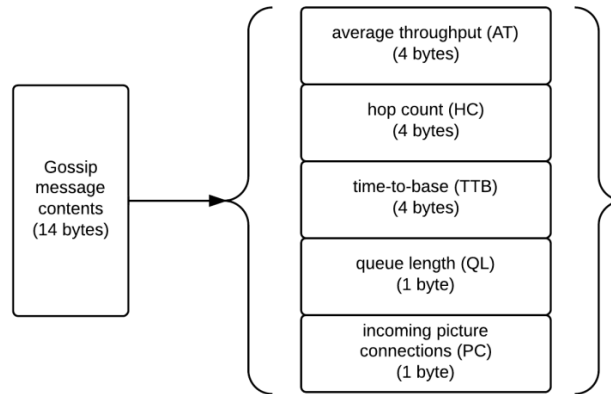 Gossip
message
contents
(14 bytes)
average throughput (AT)
(4 bytes)
hop count (HC)
(4 bytes)
time-to-base (TTB)
(4 bytes)
queue length (QL)
(1 byte)
incoming picture
connections (PC)
(1 byte)